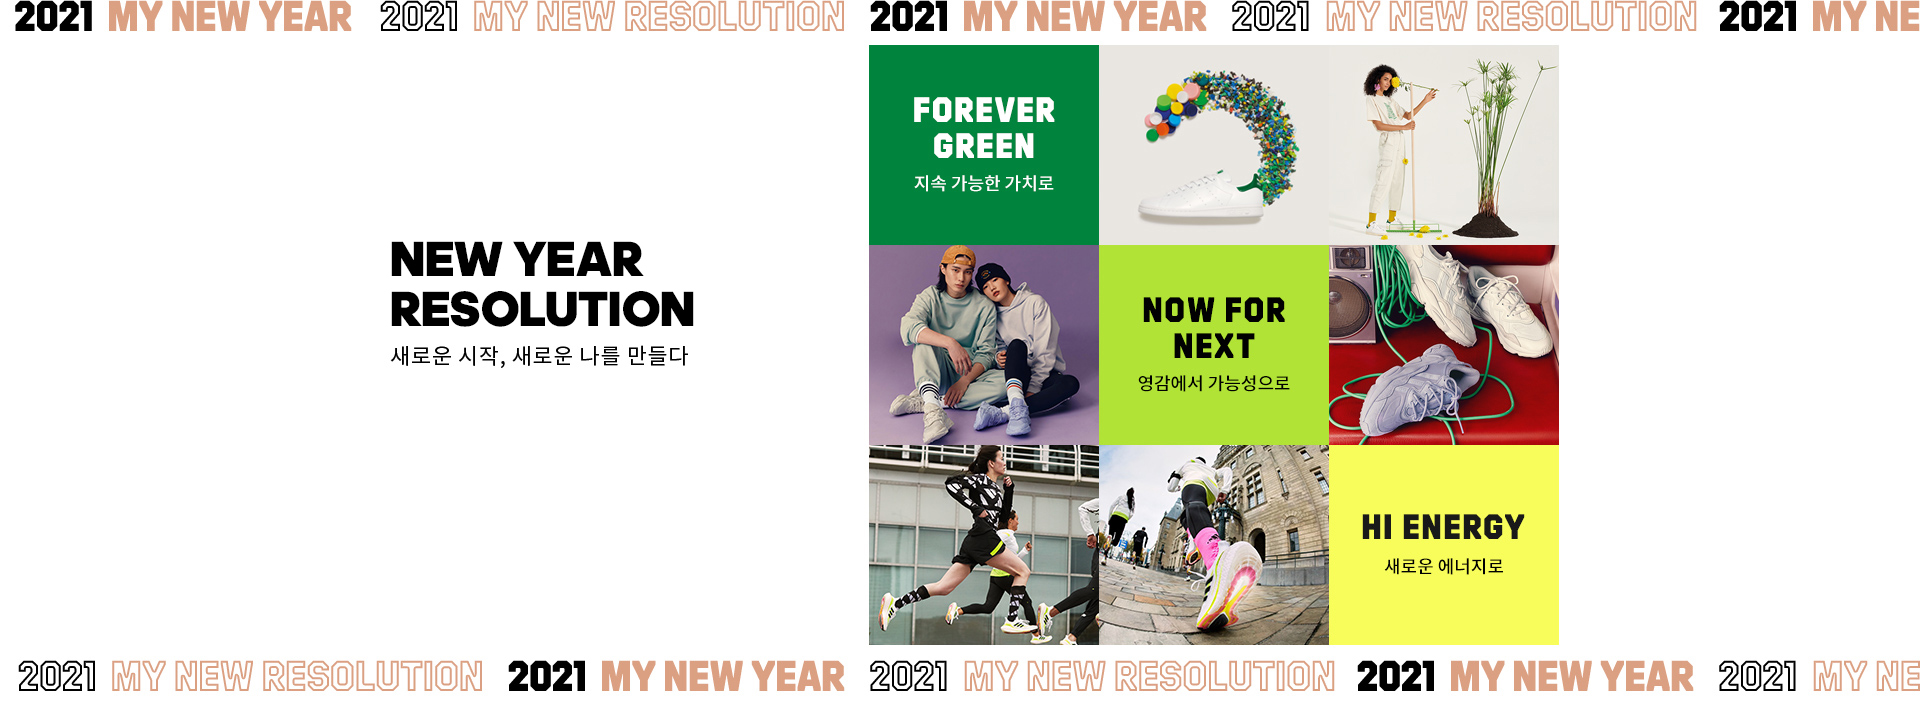 2021 MY NEW YEAR 2021 MY NEW RESOLUTION 2021 MY NEW YEAR 2021 MY NEW RESOLUTION 2021 MY NE
NEW YEAR
RESOLUTION
새로운 시작, 새로운 나를 만들다
FOREVER
GREEN
지속 가능한 가치로
NOW FOR
NEXT
영감에서 가능성으로
HI ENERGY
새로운 에너지로
2021 MY NEW RESOLUTION 2021 MY NEW YEAR 2021 MY NEW RESOLUTION 2021 MY NEW YEAR 2021 MY NE